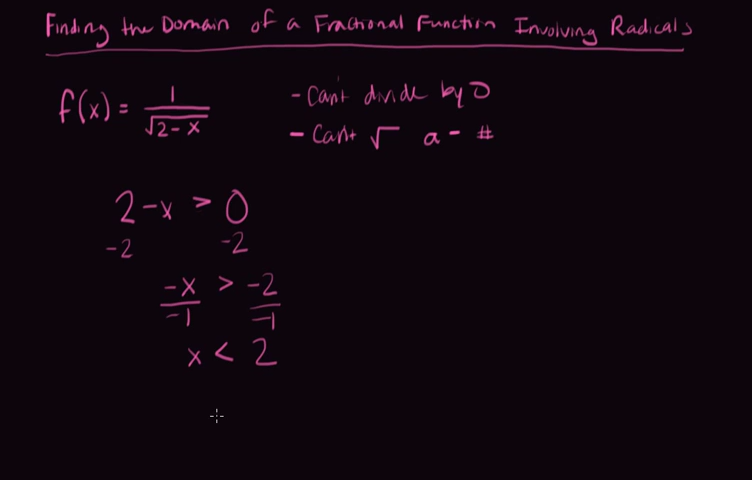 Finding the Domain of a Fractional Function Involving Radicals
f(x) = 1/√(2-x)
- Can't divide by 0
- Can't √ a - #
2-x > 0
-2 -2
-x/-1 > -2/-1
x < 2